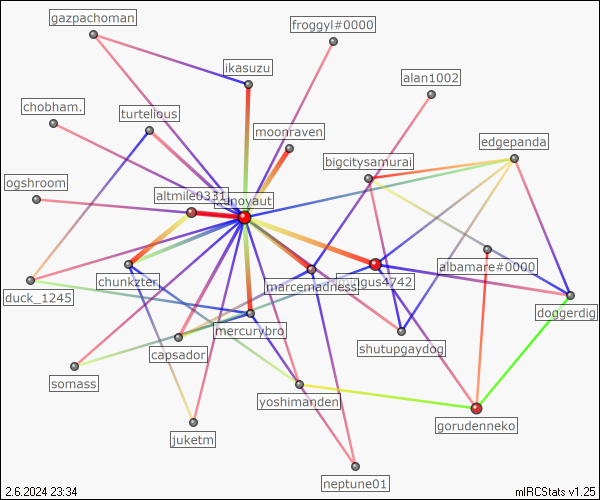 gazpachoman
froggyl#0000
ikasuzu
alan1002
chobham.
turtelious
moonraven
edgepanda
bigcitysamurai
ogshroom
altmile0331
noyaut
chunkzter
albamare#0000
marcemadness
gus4742
duck_1245
doggerdig
mercurybro
capsador
shutupgaydog
somass
yoshimanden
gorudenneko
juketm
neptune01
2.6.2024 23:34
mIRCStats v1.25